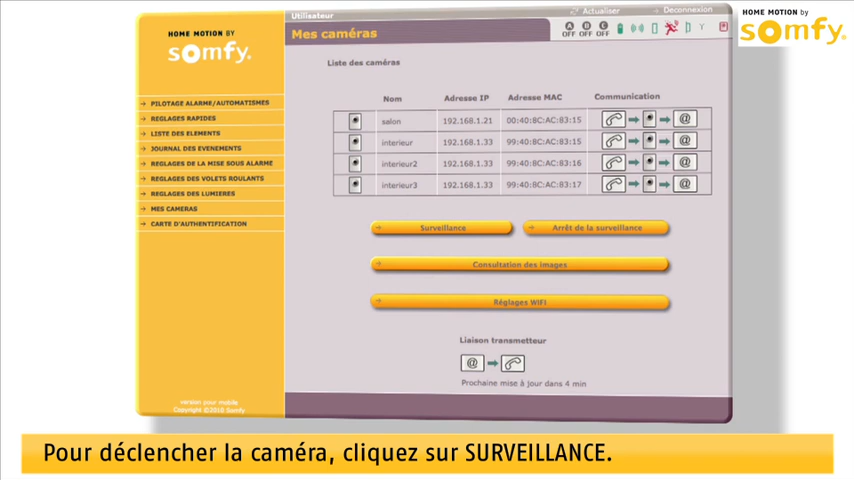 HOME MOTION BY
somfy.
Utilisateur
Actualiser
Deconnexion
Mes caméras
A B C
OFF OFF OFF
HOME MOTION BY
somfy.
Liste des caméras
Nom Adresse IP Adresse MAC Communication
salon 192.168.1.21 00:40:8C:AC:83:15 @
interieur 192.168.1.33 99:40:8C:AC:83:15 @
interieur2 192.168.1.33 99:40:8C:AC:83:16 @
interieur3 192.168.1.33 99:40:8C:AC:83:17 @
PILOTAGE ALARME/AUTOMATISMES
REGLAGES RAPIDES
LISTE DES ELEMENTS
JOURNAL DES EVENEMENTS
REGLAGES DE LA MISE SOUS ALARME
REGLAGES DES VOLETS ROULANTS
REGLAGES DES LUMIERES
MES CAMERAS
CARTE D'AUTHENTIFICATION
Surveillance
Arrêt de la surveillance
Consultation des images
Réglages WIFI
Liaison transmetteur
@
Prochaine mise à jour dans 4 min
version pour mobile
Copyright ©2010 Somfy
Pour déclencher la caméra, cliquez sur SURVEILLANCE.